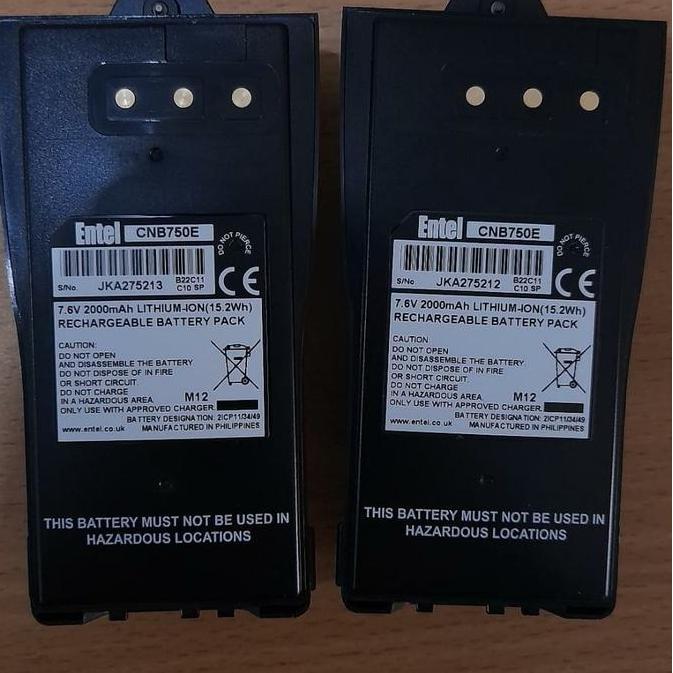 Entel CNB750E
DO NOT PIERCE
S/No. JKA275213 B22C11
C10 SP
CE
7.6V 2000mAh LITHIUM-ION(15.2Wh)
RECHARGEABLE BATTERY PACK
CAUTION:
DO NOT OPEN
AND DISASSEMBLE THE BATTERY
DO NOT DISPOSE OF IN FIRE
OR SHORT CIRCUIT
DO NOT CHARGE
IN A HAZARDOUS AREA M12
ONLY USE WITH APPROVED CHARGER
BATTERY DESIGNATION: 2ICP11/34/49
www.entel.co.uk MANUFACTURED IN PHILIPPINES
THIS BATTERY MUST NOT BE USED IN
HAZARDOUS LOCATIONS
Entel CNB750E
DO NOT PIERCE
S/No. JKA275212 B22C11
C10 SP
CE
7.6V 2000mAh LITHIUM-ION(15.2Wh)
RECHARGEABLE BATTERY PACK
CAUTION:
DO NOT OPEN
AND DISASSEMBLE THE BATTERY
DO NOT DISPOSE OF IN FIRE
OR SHORT CIRCUIT
DO NOT CHARGE
IN A HAZARDOUS AREA M12
ONLY USE WITH APPROVED CHARGER
BATTERY DESIGNATION: 2ICP11/34/49
www.entel.co.uk MANUFACTURED IN PHILIPPINES
THIS BATTERY MUST NOT BE USED IN
HAZARDOUS LOCATIONS